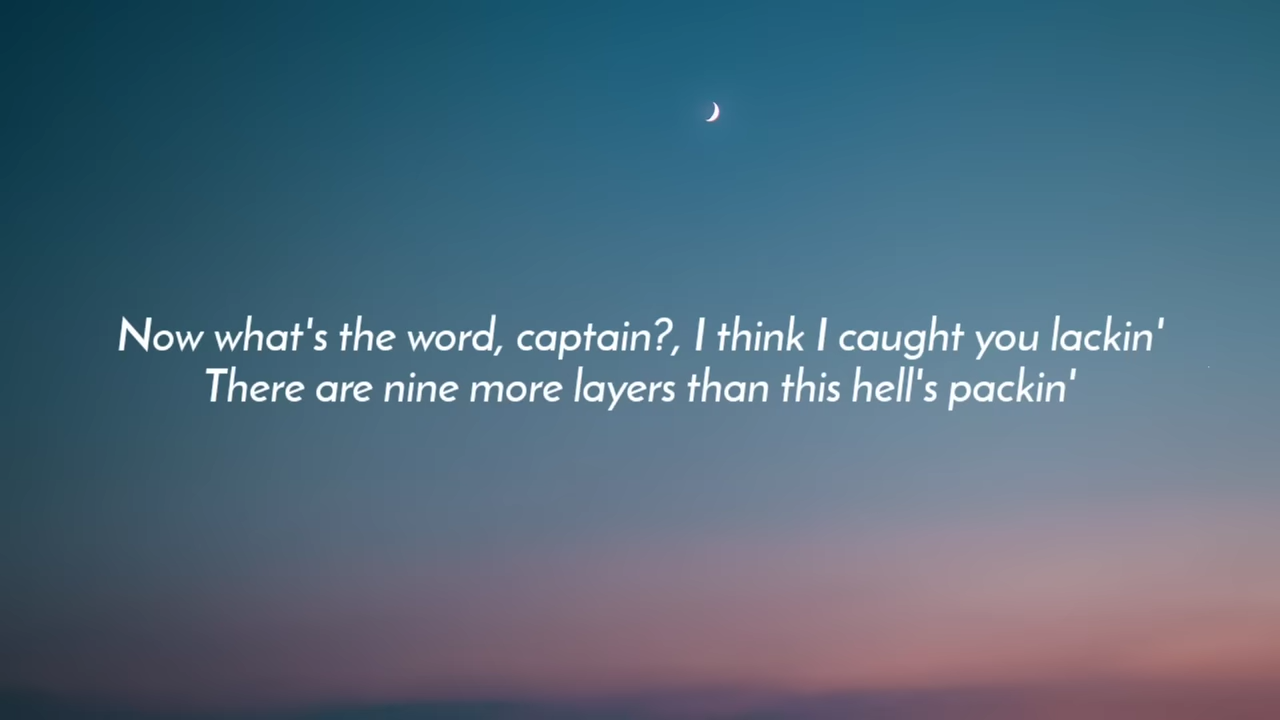 Now what's the word, captain?, I think I caught you lackin'
There are nine more layers than this hell's packin'